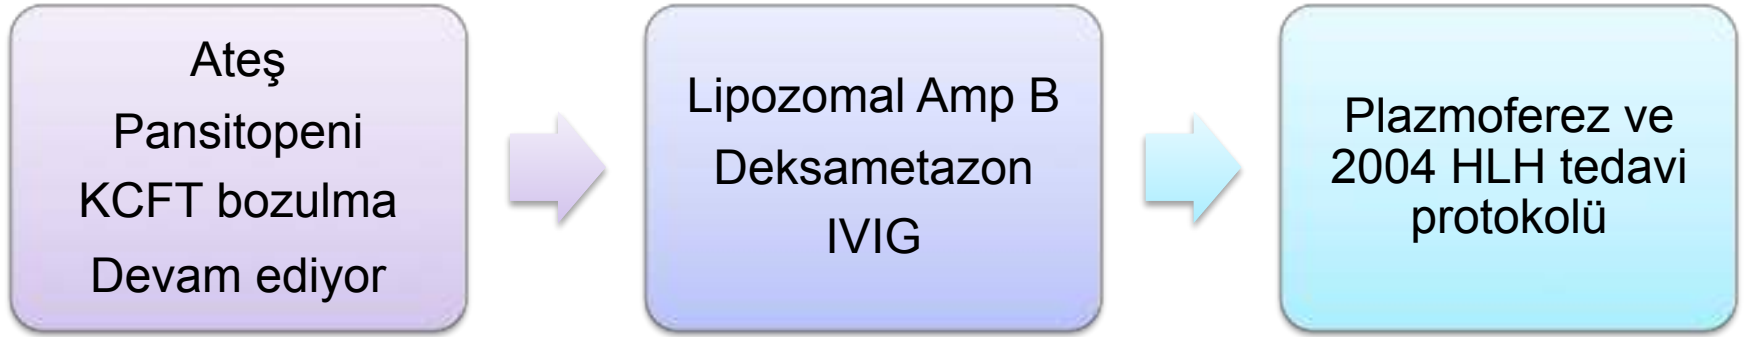 Ateş
Pansitopeni
KCFT bozulma
Devam ediyor
Lipozomal Amp B
Deksametazon
IVIG
Plazmoferez ve
2004 HLH tedavi
protokolü